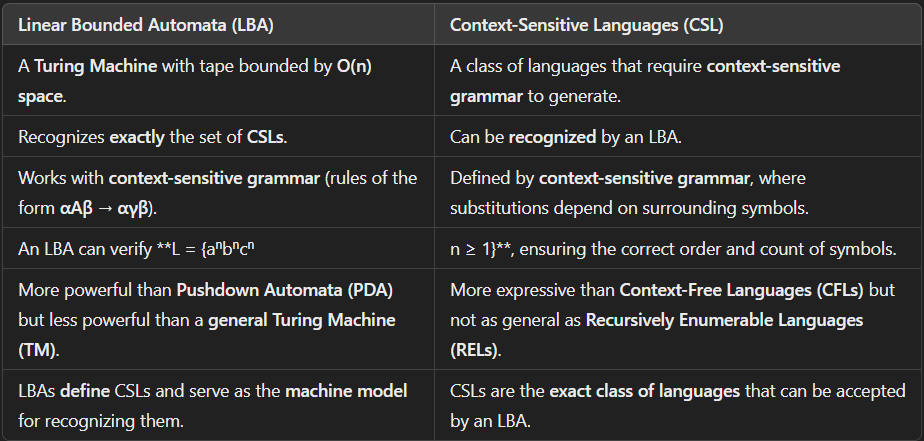 Linear Bounded Automata (LBA)
Context-Sensitive Languages (CSL)
A Turing Machine with tape bounded by O(n)
space.
A class of languages that require context-sensitive
grammar to generate.
Recognizes exactly the set of CSLs.
Can be recognized by an LBA.
Works with context-sensitive grammar (rules of the
form αAβ → αγβ).
Defined by context-sensitive grammar, where
substitutions depend on surrounding symbols.
An LBA can verify **L = {aⁿbⁿcⁿ
n ≥ 1}**, ensuring the correct order and count of symbols.
More powerful than Pushdown Automata (PDA)
but less powerful than a general Turing Machine
(TM).
More expressive than Context-Free Languages (CFLs) but
not as general as Recursively Enumerable Languages
(RELs).
LBAs define CSLs and serve as the machine model
for recognizing them.
CSLs are the exact class of languages that can be accepted
by an LBA.